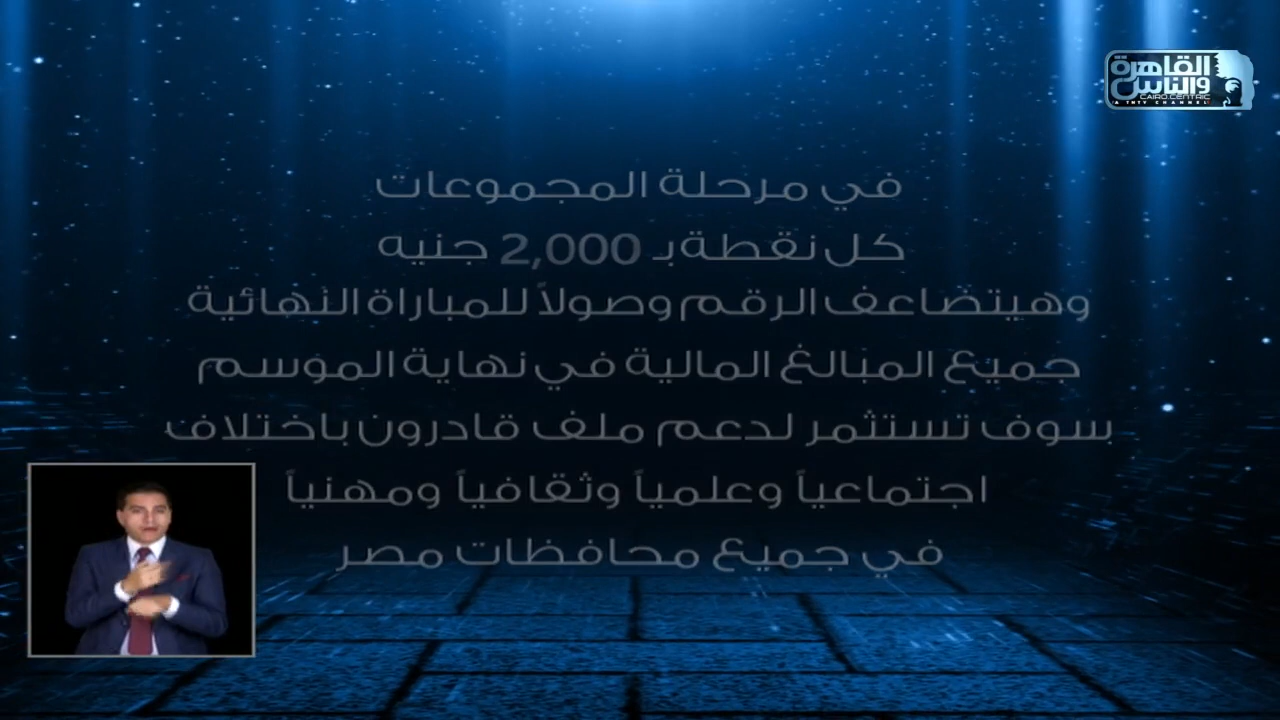 القاهرة
والناس
CAIRO.CENTRIC
A TNTV CHANNEL
في مرحلة المجموعات
كل نقطة بـ 2,000 جنيه
وهيتضاعف الرقم وصولاً للمباراة النهائية
جميع المبالغ المالية في نهاية الموسم
سوف تستثمر لدعم ملف قادرون باختلاف
اجتماعياً وعلمياً وثقافياً ومهنياً
في جميع محافظات مصر